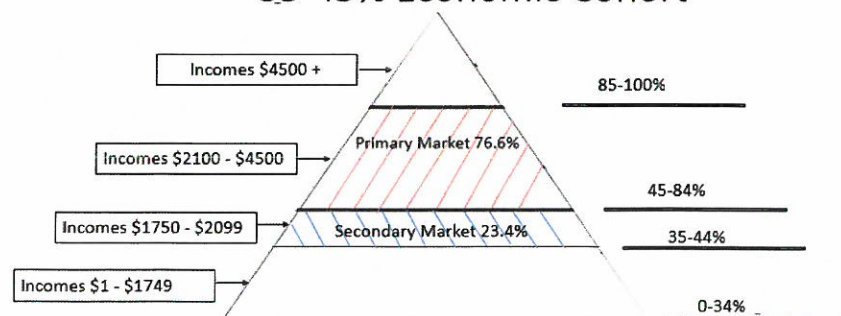 Incomes $4500 +
85-100%
Primary Market 76.6%
Incomes $2100 - $4500
45-84%
Incomes $1750 - $2099
Secondary Market 23.4%
35-44%
Incomes $1 - $1749
0-34%